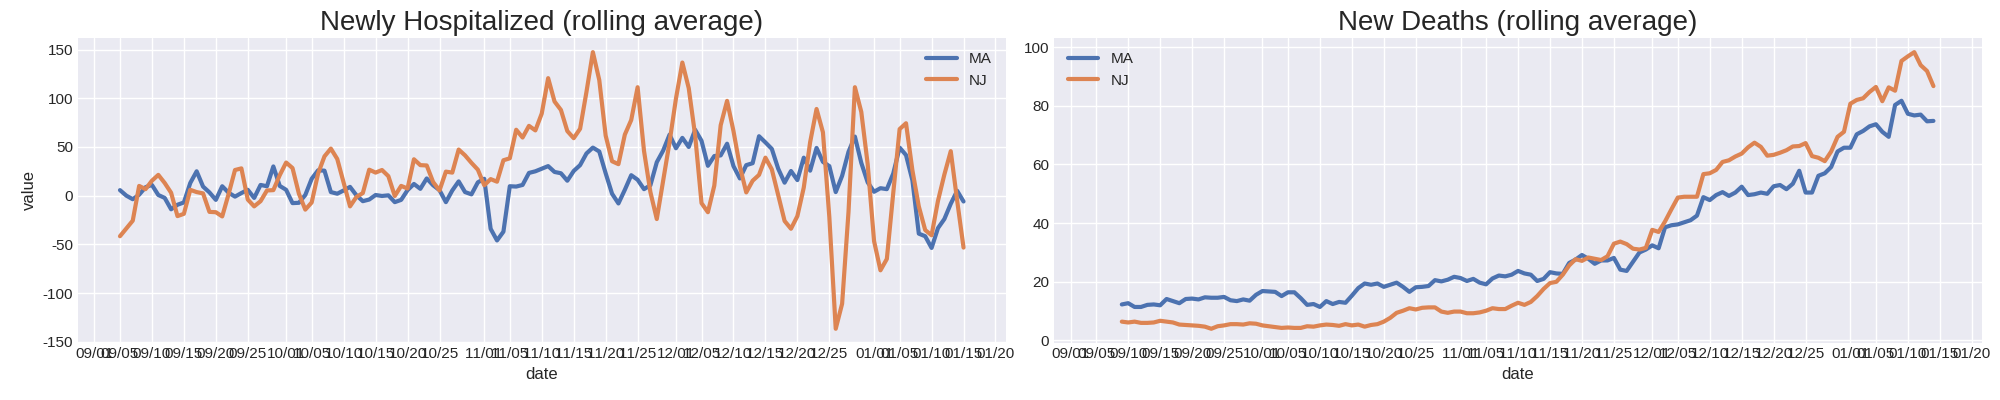 Newly Hospitalized (rolling average)
150
100
50
0
-50
-100
-150
value
MA
NJ
09/01 09/05 09/10 09/15 09/20 09/25 10/01 10/05 10/10 10/15 10/20 10/25 11/01 11/05 11/10 11/15 11/20 11/25 12/01 12/05 12/10 12/15 12/20 12/25 01/01 01/05 01/10 01/15 01/20
date
New Deaths (rolling average)
100
80
60
40
20
0
MA
NJ
09/01 09/05 09/10 09/15 09/20 09/25 10/01 10/05 10/10 10/15 10/20 10/25 11/01 11/05 11/10 11/15 11/20 11/25 12/01 12/05 12/10 12/15 12/20 12/25 01/01 01/05 01/10 01/15 01/20
date